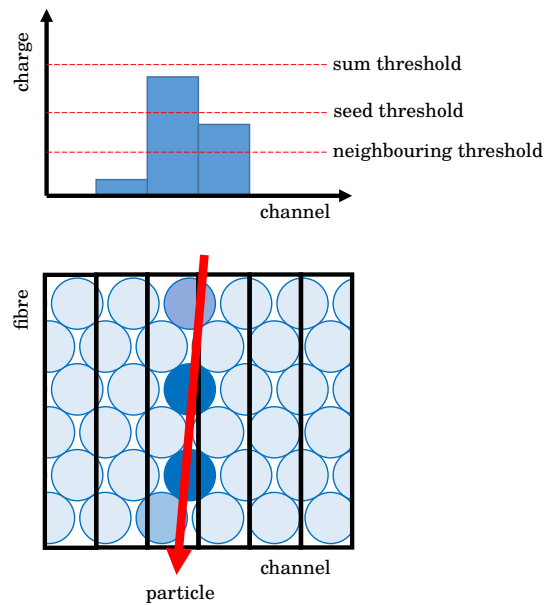 charge
sum threshold
seed threshold
neighbouring threshold
channel
fibre
channel
particle